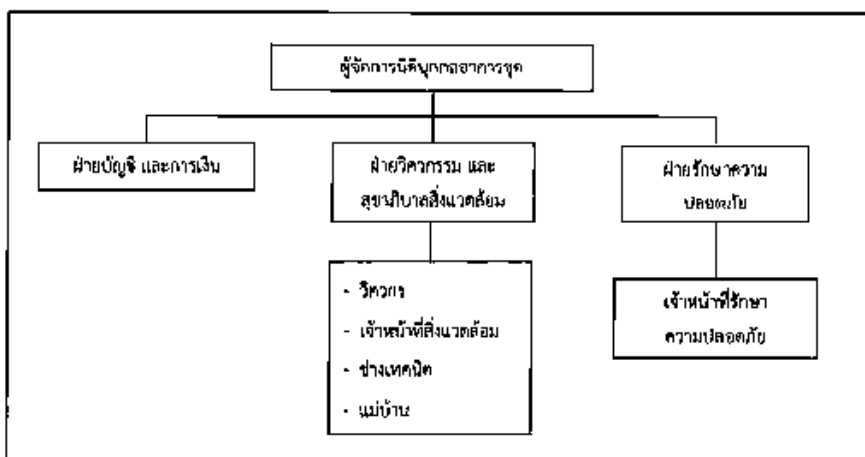 ผู้จัดการนิติบุคคลอาคารชุด
ฝ่ายบัญชี และการเงิน
ฝ่ายวิศวกรรม และ
สุขาภิบาลสิ่งแวดล้อม
ฝ่ายรักษาความ
ปลอดภัย
- วิศวกร
- เจ้าหน้าที่สิ่งแวดล้อม
- ช่างเทคนิค
- แม่บ้าน
เจ้าหน้าที่รักษา
ความปลอดภัย